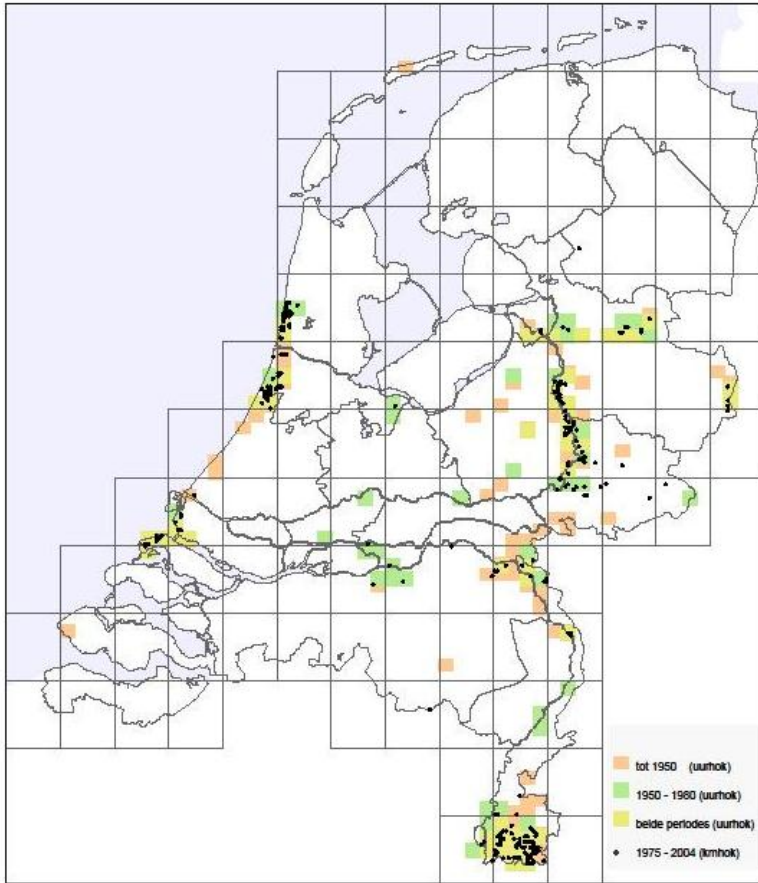 tot 1950 (uurhok)
1950 - 1980 (uurhok)
beide periodes (uurhok)
1975 - 2004 (kmhok)